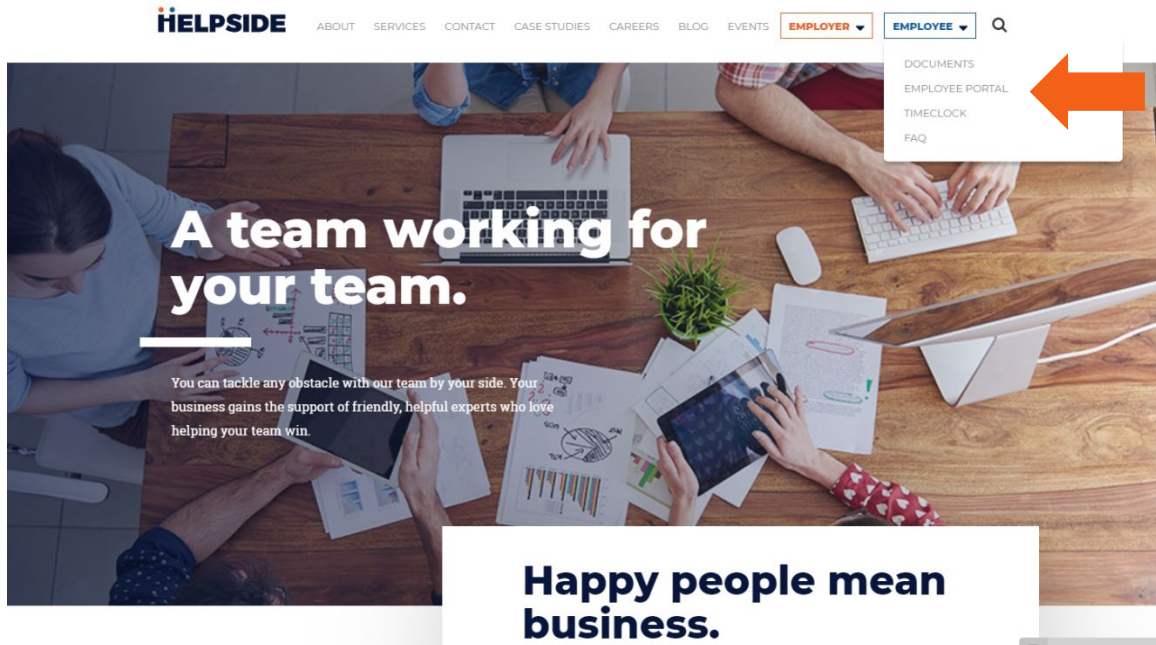 HELPSIDE
ABOUT SERVICES CONTACT CASE STUDIES CAREERS BLOG EVENTS EMPLOYER EMPLOYEE
DOCUMENTS
EMPLOYEE PORTAL
TIMECLOCK
FAQ
A team working for
your team.
You can tackle any obstacle with our team by your side. Your
business gains the support of friendly, helpful experts who love
helping your team win.
Happy people mean
business.